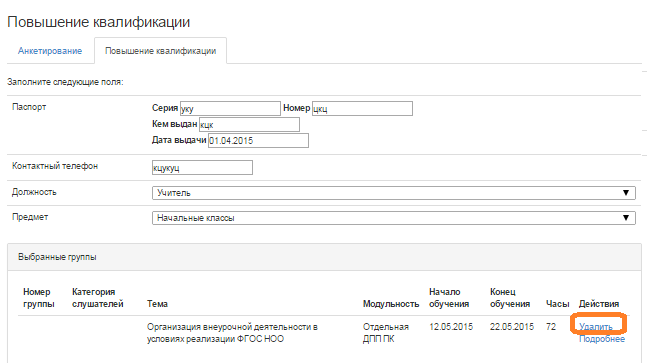 Повышение квалификации
Анкетирование Повышение квалификации
Заполните следующие поля:
Паспорт Серия уку Номер цкц
Кем выдан кцк
Дата выдачи 01.04.2015
Контактный телефон кцукуц
Должность Учитель
Предмет Начальные классы
Выбранные группы
Номер группы Категория слушателей Тема Модульность Начало обучения Конец обучения Часы Действия
Организация внеурочной деятельности в Отдельная 12.05.2015 22.05.2015 72 Удалить
условиях реализации ФГОС НОО ДПП ПК Подробнее